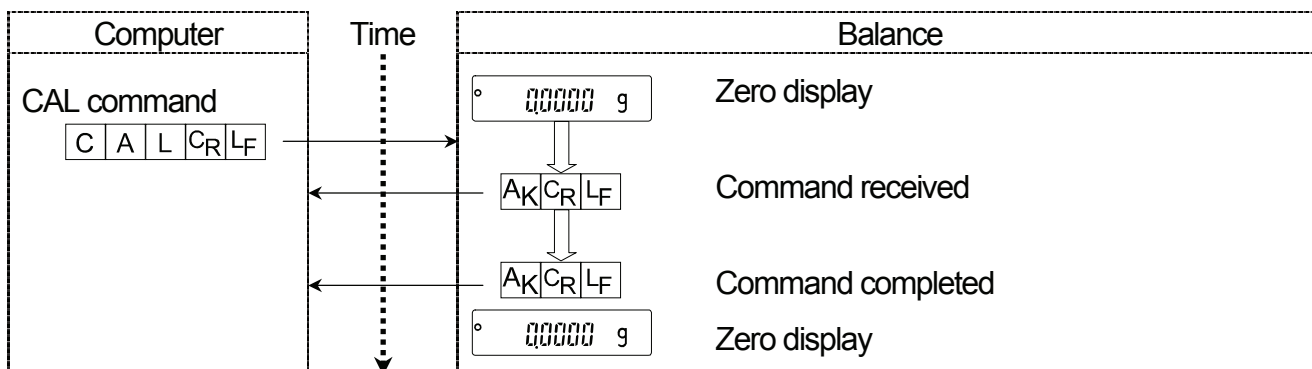 Computer Time Balance
0.0000 g Zero display
CAL command
C A L CR LF
AK CR LF Command received
AK CR LF Command completed
0.0000 g Zero display